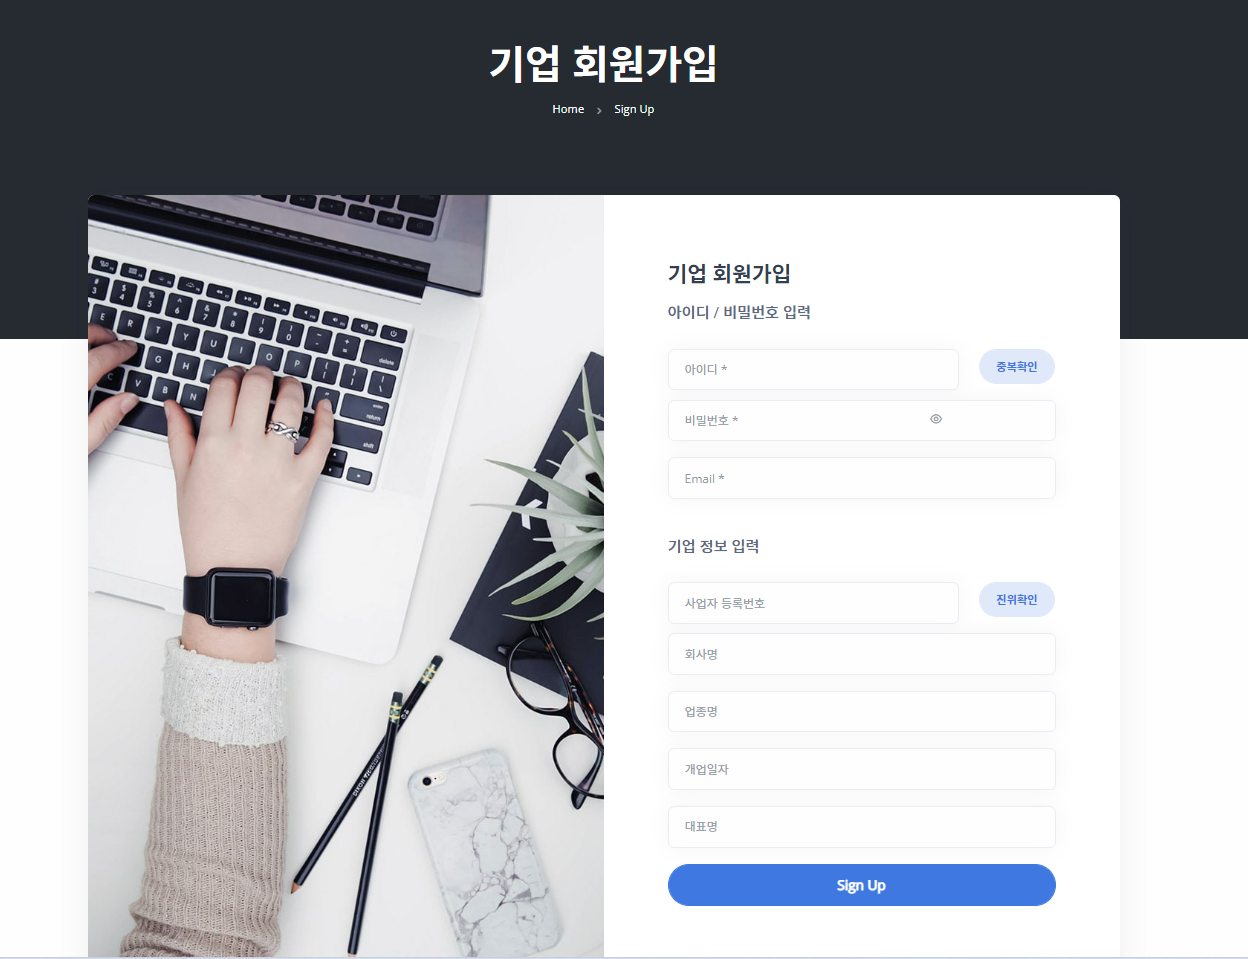 기업 회원가입
Home > Sign Up
기업 회원가입
아이디 / 비밀번호 입력
아이디 * 중복확인
비밀번호 *
Email *
기업 정보 입력
사업자 등록번호 진위확인
회사명
업종명
개업일자
대표명
Sign Up